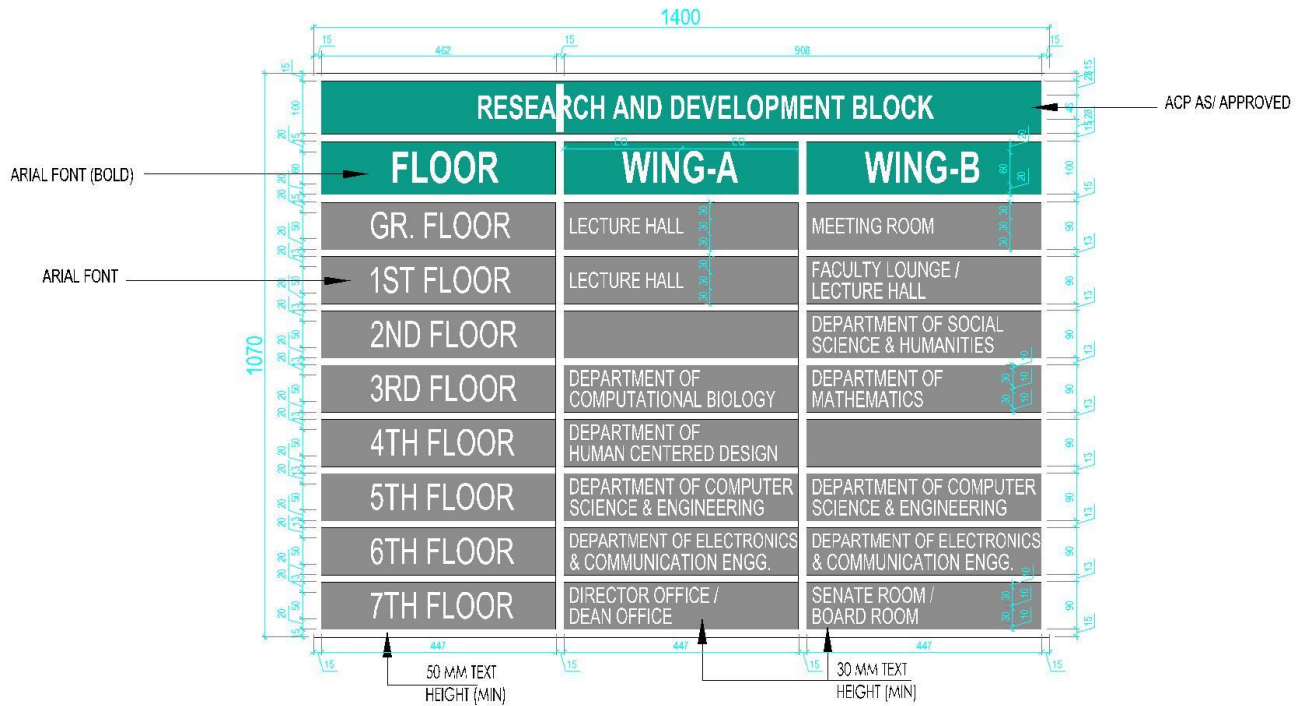 1400
15
15
15
462
908
RESEARCH AND DEVELOPMENT BLOCK
ACP AS/ APPROVED
ARIAL FONT (BOLD)
FLOOR
WING-A
WING-B
GR. FLOOR
LECTURE HALL
MEETING ROOM
ARIAL FONT
1ST FLOOR
LECTURE HALL
FACULTY LOUNGE /
LECTURE HALL
1070
2ND FLOOR
DEPARTMENT OF SOCIAL
SCIENCE & HUMANITIES
3RD FLOOR
DEPARTMENT OF
COMPUTATIONAL BIOLOGY
DEPARTMENT OF
MATHEMATICS
4TH FLOOR
DEPARTMENT OF
HUMAN CENTERED DESIGN
5TH FLOOR
DEPARTMENT OF COMPUTER
SCIENCE & ENGINEERING
DEPARTMENT OF COMPUTER
SCIENCE & ENGINEERING
6TH FLOOR
DEPARTMENT OF ELECTRONICS
& COMMUNICATION ENGG.
DEPARTMENT OF ELECTRONICS
& COMMUNICATION ENGG.
7TH FLOOR
DIRECTOR OFFICE /
DEAN OFFICE
SENATE ROOM /
BOARD ROOM
447
447
447
15
15
15
15
50 MM TEXT
HEIGHT (MIN)
30 MM TEXT
HEIGHT (MIN)